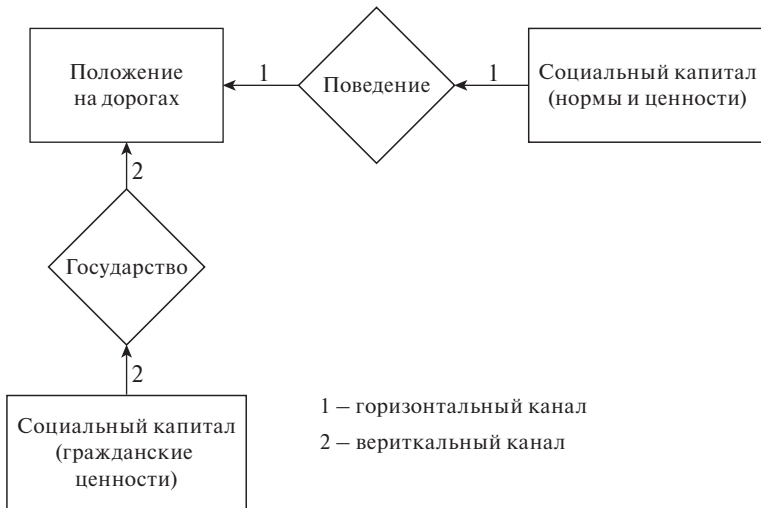 Положение
на дорогах
1
Поведение
1
Социальный капитал
(нормы и ценности)
2
Государство
2
Социальный капитал
(гражданские
ценности)
1 – горизонтальный канал
2 – вериткальный канал